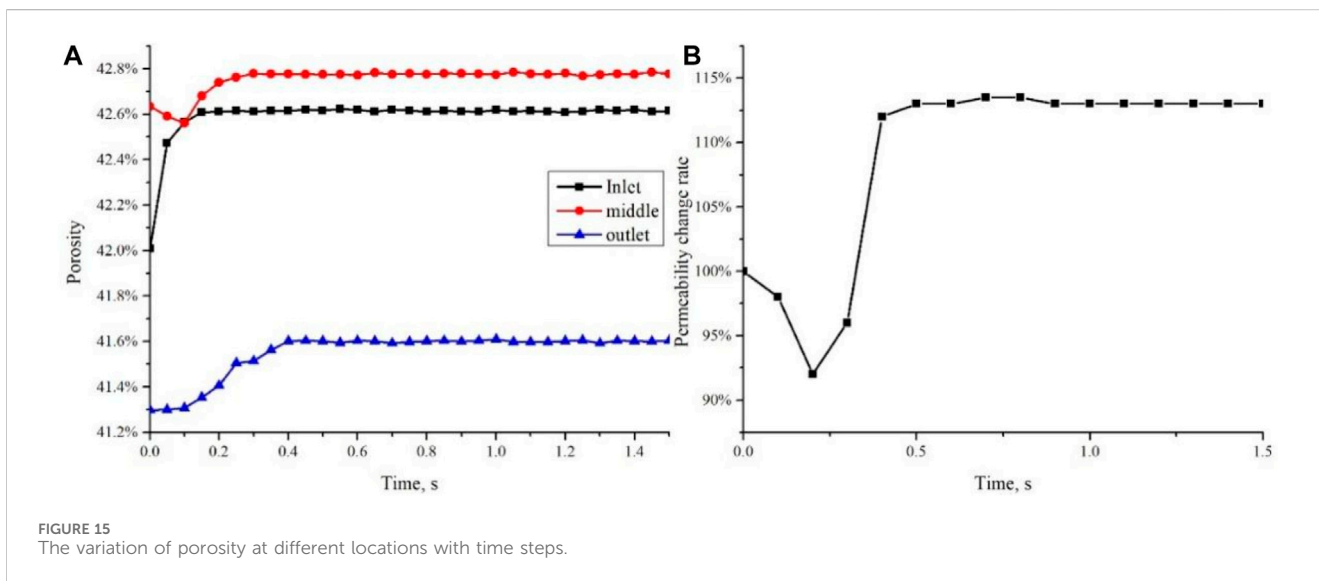 A
42.8%
42.6%
42.4%
42.2%
42.0%
41.8%
41.6%
41.4%
41.2%
Porosity
0.0 0.2 0.4 0.6 0.8 1.0 1.2 1.4
Time, s
Inlet
middle
outlet
B
115%
110%
105%
100%
95%
90%
Permeability change rate
0.0 0.5 1.0 1.5
Time, s
FIGURE 15
The variation of porosity at different locations with time steps.